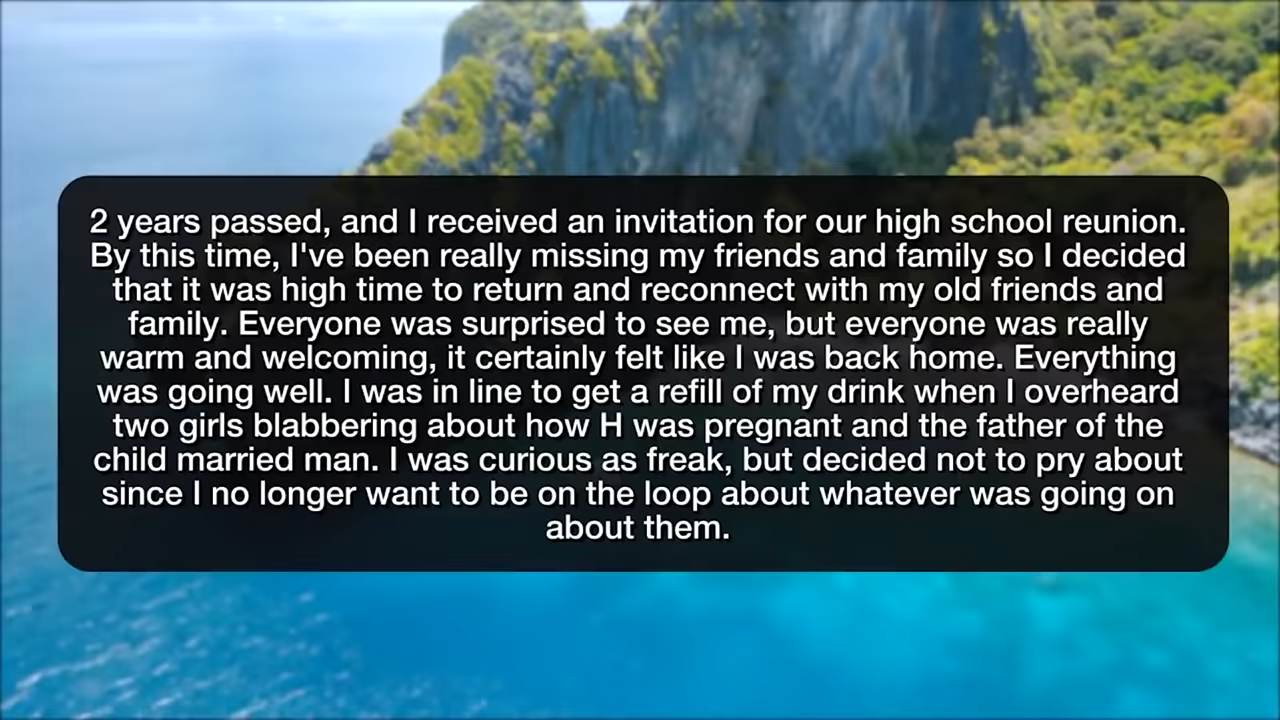 2 years passed, and I received an invitation for our high school reunion.
By this time, I've been really missing my friends and family so I decided
that it was high time to return and reconnect with my old friends and
family. Everyone was surprised to see me, but everyone was really
warm and welcoming, it certainly felt like I was back home. Everything
was going well. I was in line to get a refill of my drink when I overheard
two girls blabbering about how H was pregnant and the father of the
child married man. I was curious as freak, but decided not to pry about
since I no longer want to be on the loop about whatever was going on
about them.